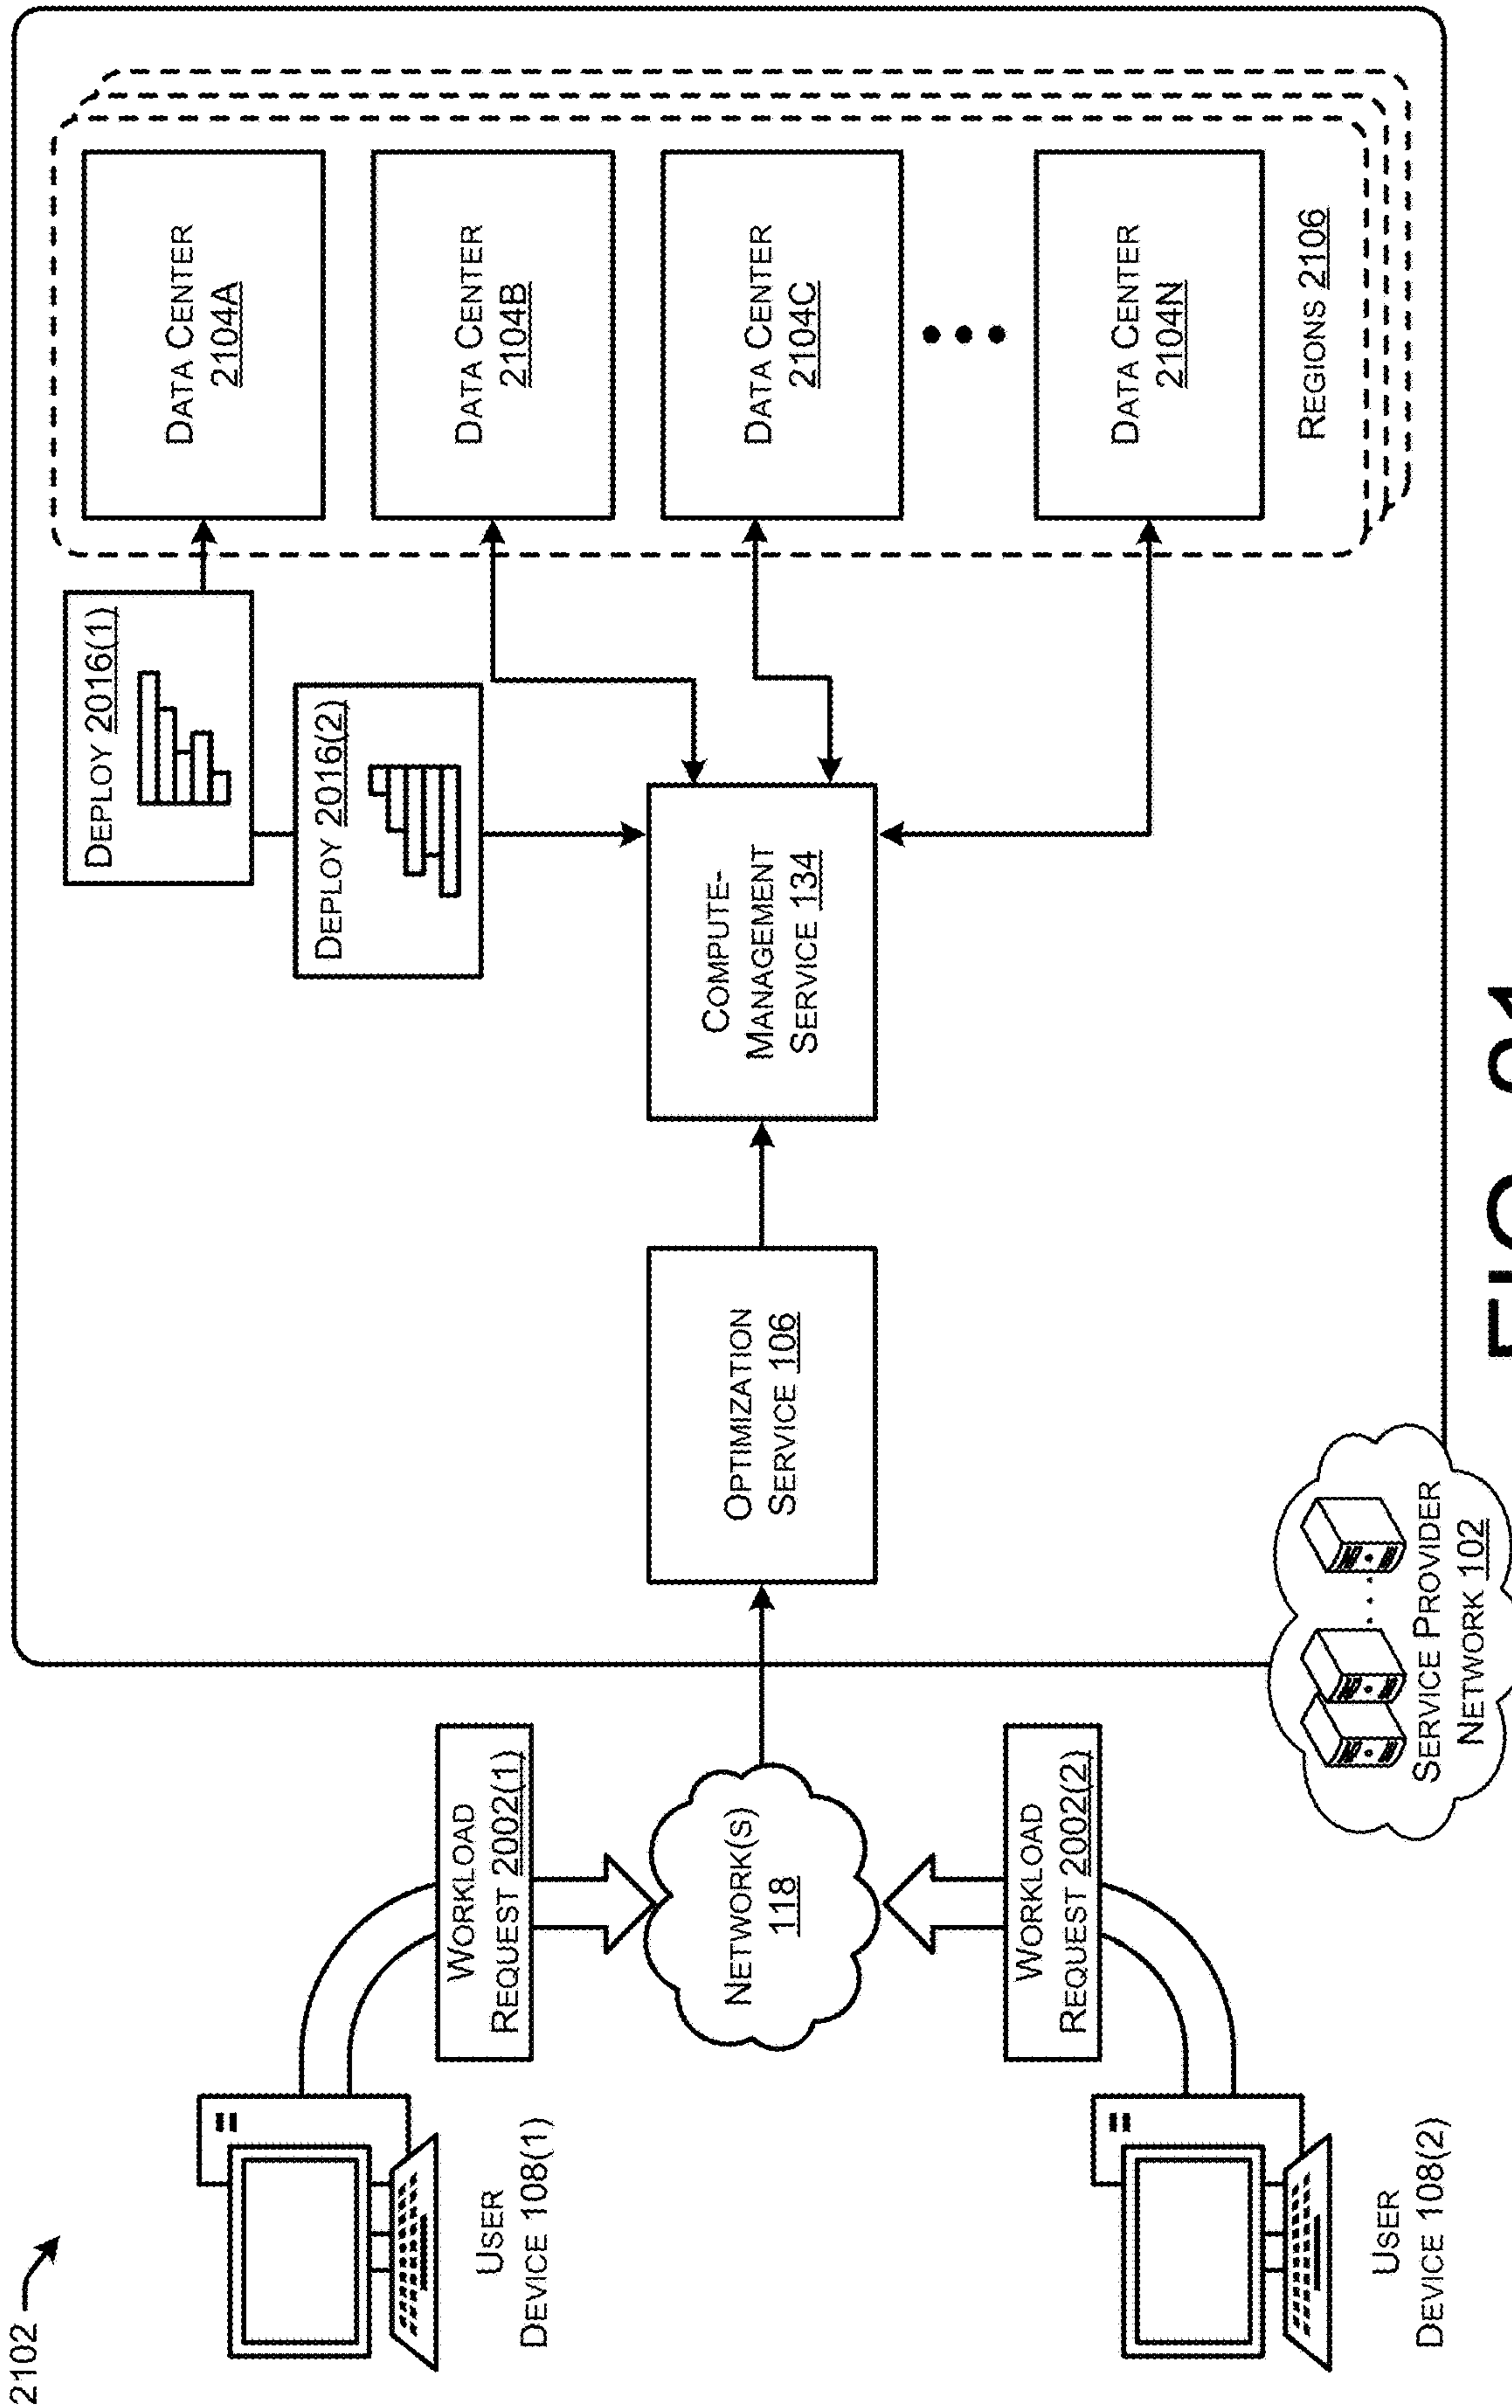 2102
USER
DEVICE 108(1)
WORKLOAD
REQUEST 2002(1)
NETWORK(S)
118
WORKLOAD
REQUEST 2002(2)
USER
DEVICE 108(2)
SERVICE PROVIDER
NETWORK 102
OPTIMIZATION
SERVICE 106
COMPUTE-
MANAGEMENT
SERVICE 134
DEPLOY 2016(1)
DEPLOY 2016(2)
DATA CENTER
2104A
DATA CENTER
2104B
DATA CENTER
2104C
DATA CENTER
2104N
REGIONS 2106